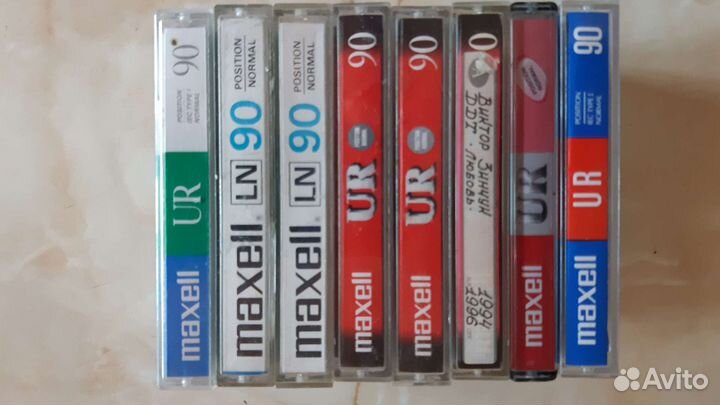 maxell UR POSITION IEC TYPE I NORMAL 90
maxell LN 90 POSITION NORMAL
maxell LN 90 POSITION NORMAL
maxell UR 90
maxell UR 90
Виктор Зинчук 1994
DDT. Любовь. 1996
90
maxell UR
maxell UR POSITION IEC TYPE I NORMAL 90
Avito